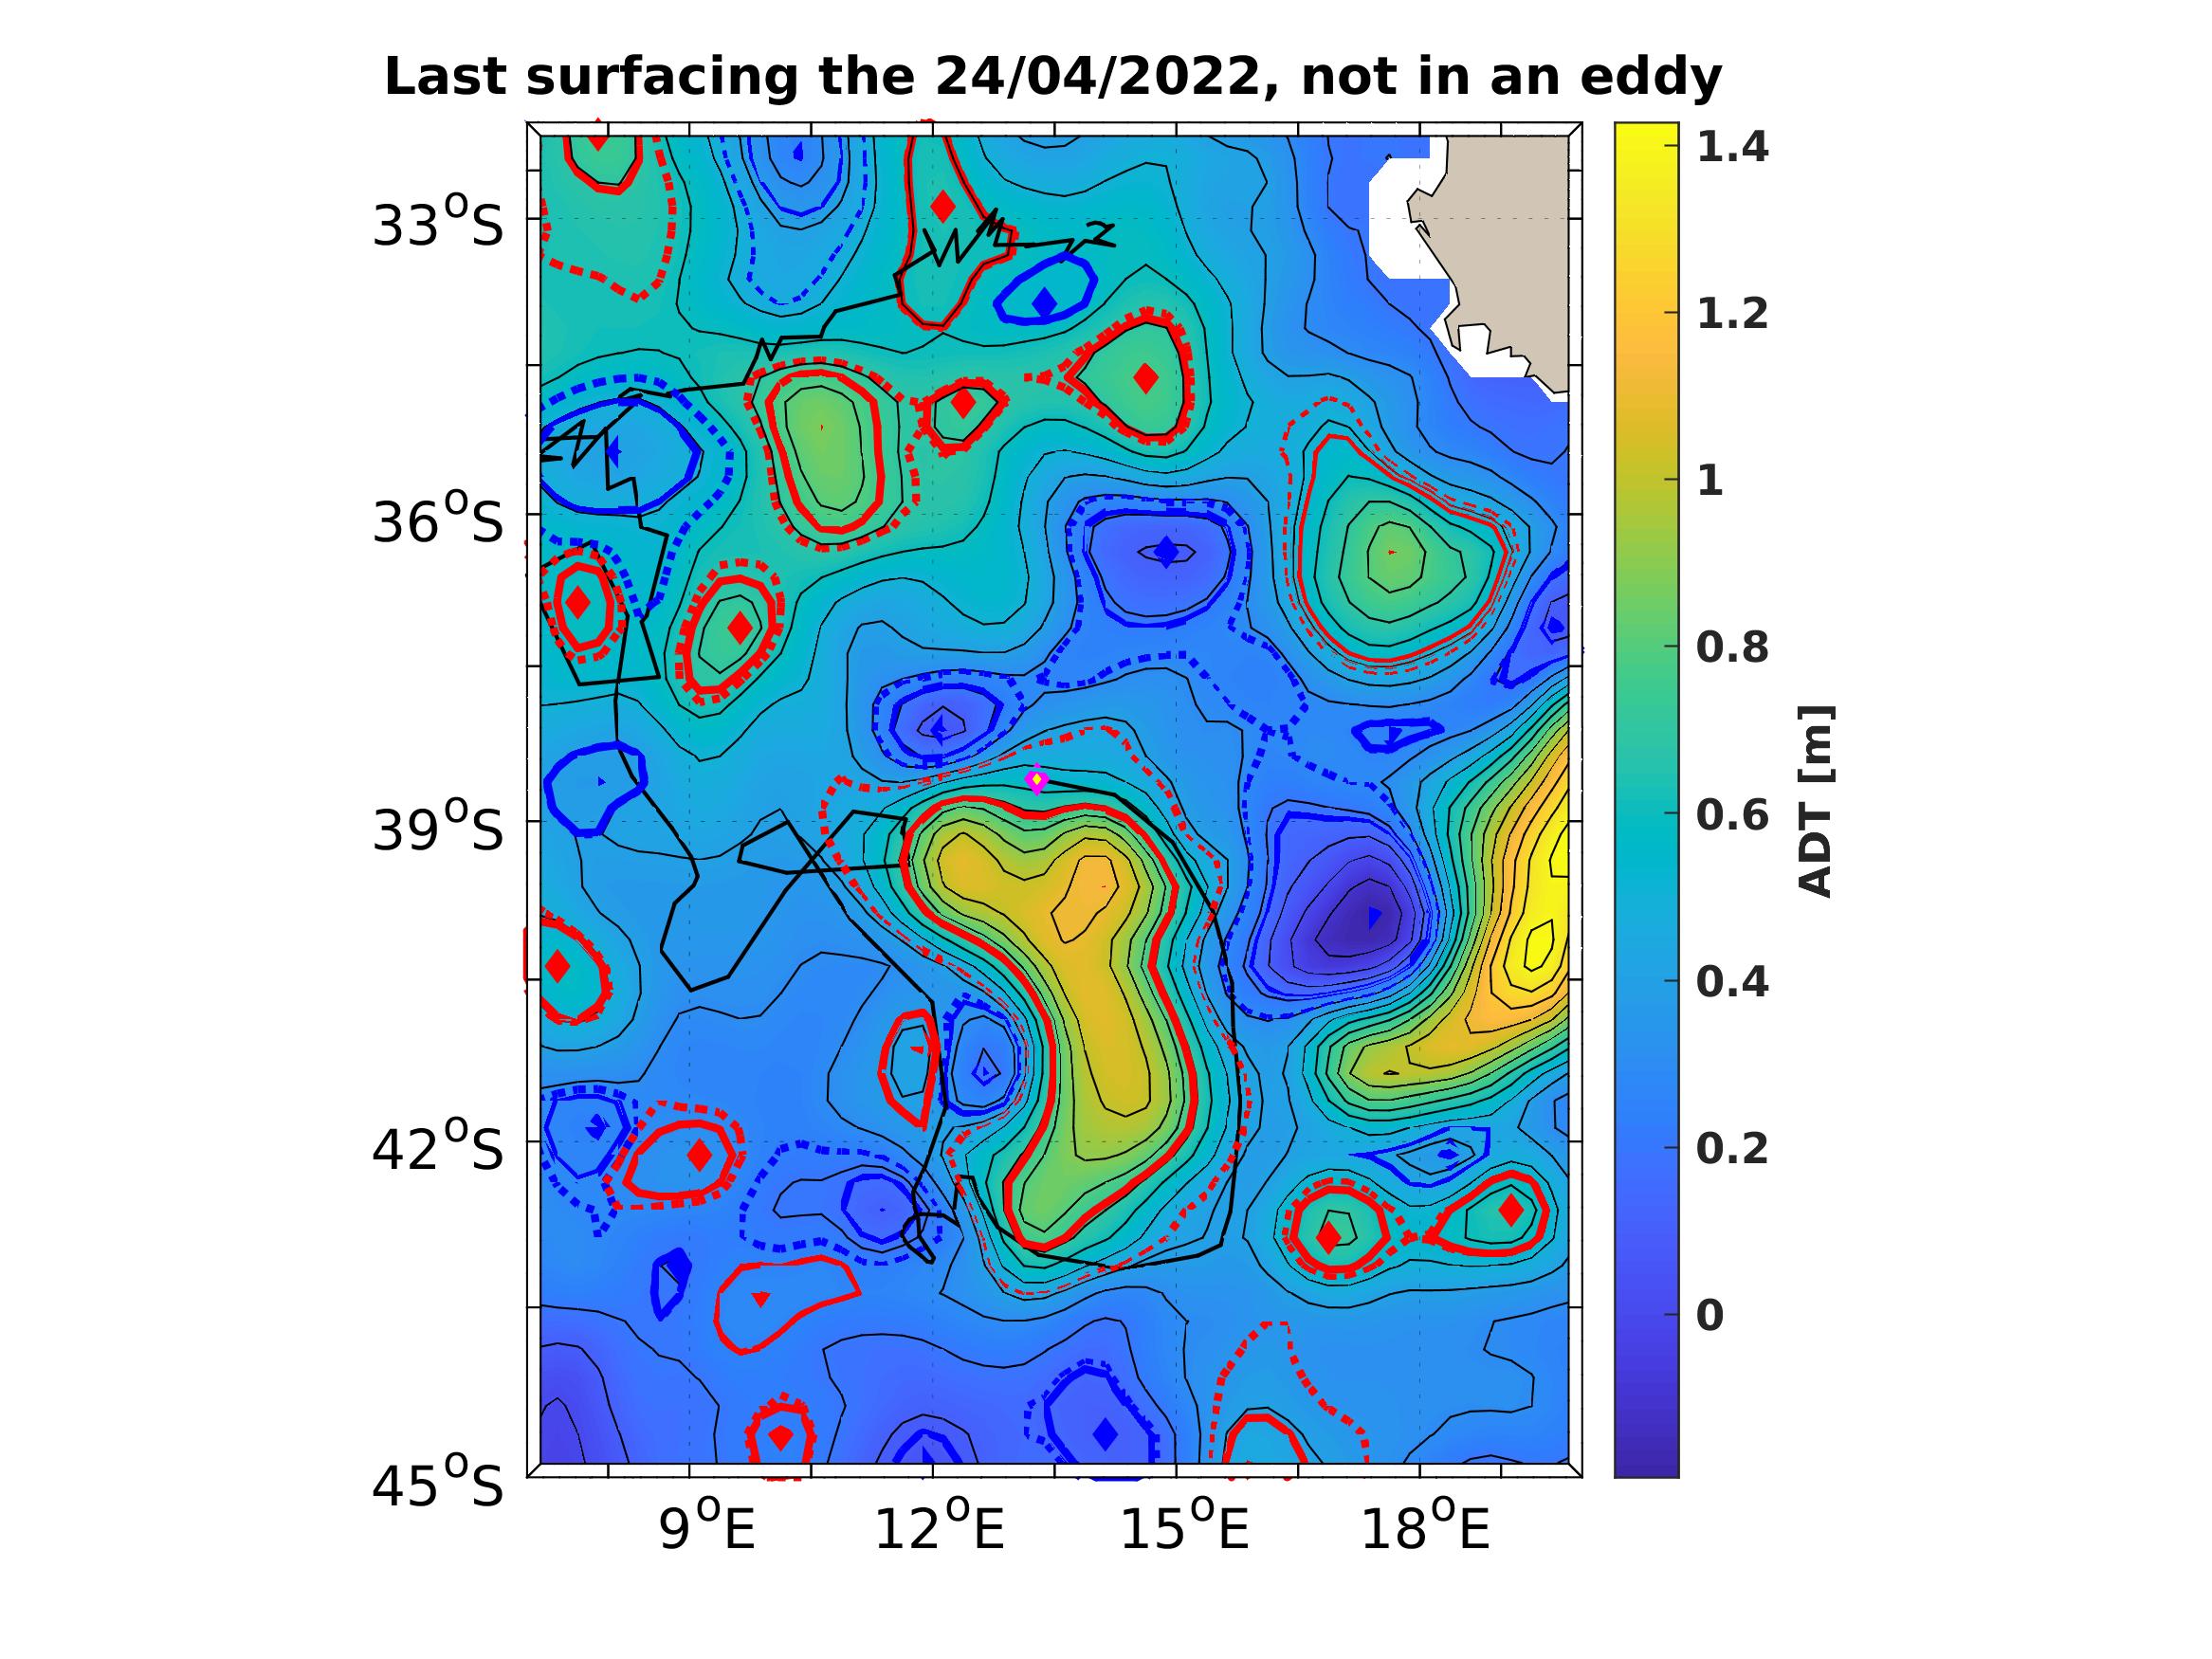 Last surfacing the 24/04/2022, not in an eddy
33°S
36°S
39°S
42°S
45°S
9°E
12°E
15°E
18°E
1.4
1.2
1
0.8
0.6
0.4
0.2
0
ADT [m]